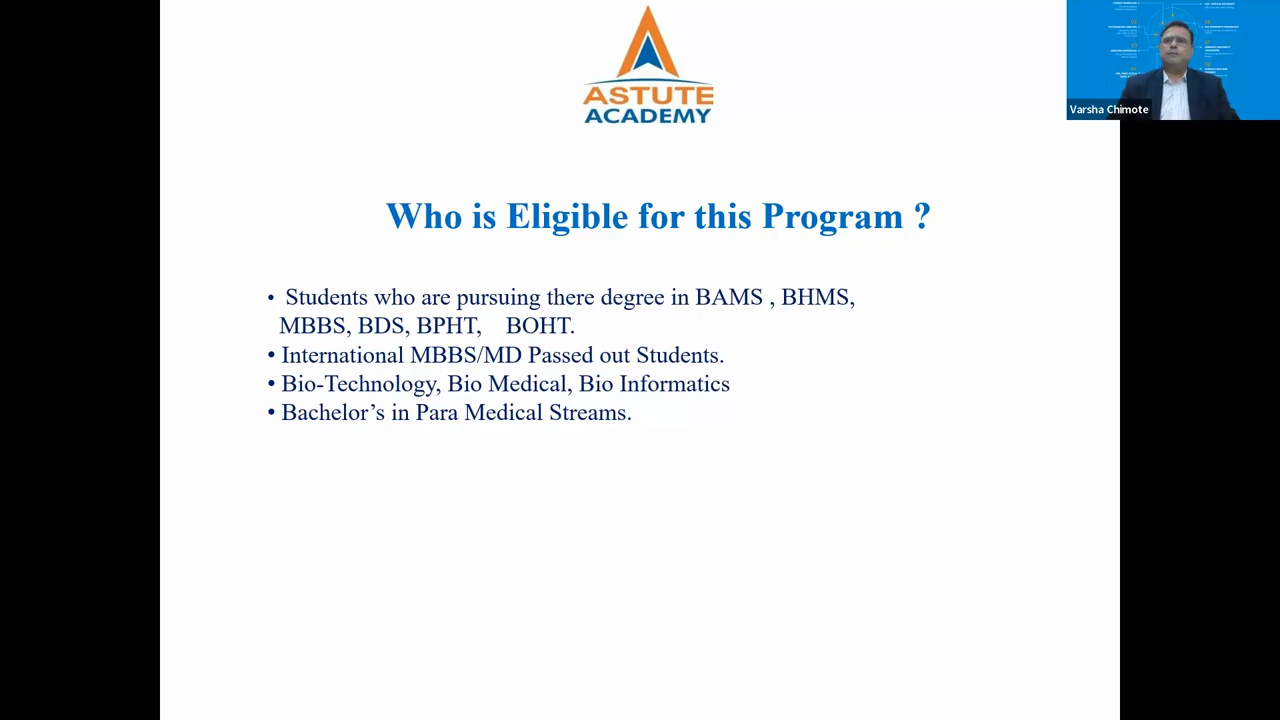 ASTUTE
ACADEMY
Varsha Chimote
Who is Eligible for this Program ?
• Students who are pursuing there degree in BAMS , BHMS,
MBBS, BDS, BPHT, BOHT.
• International MBBS/MD Passed out Students.
• Bio-Technology, Bio Medical, Bio Informatics
• Bachelor’s in Para Medical Streams.